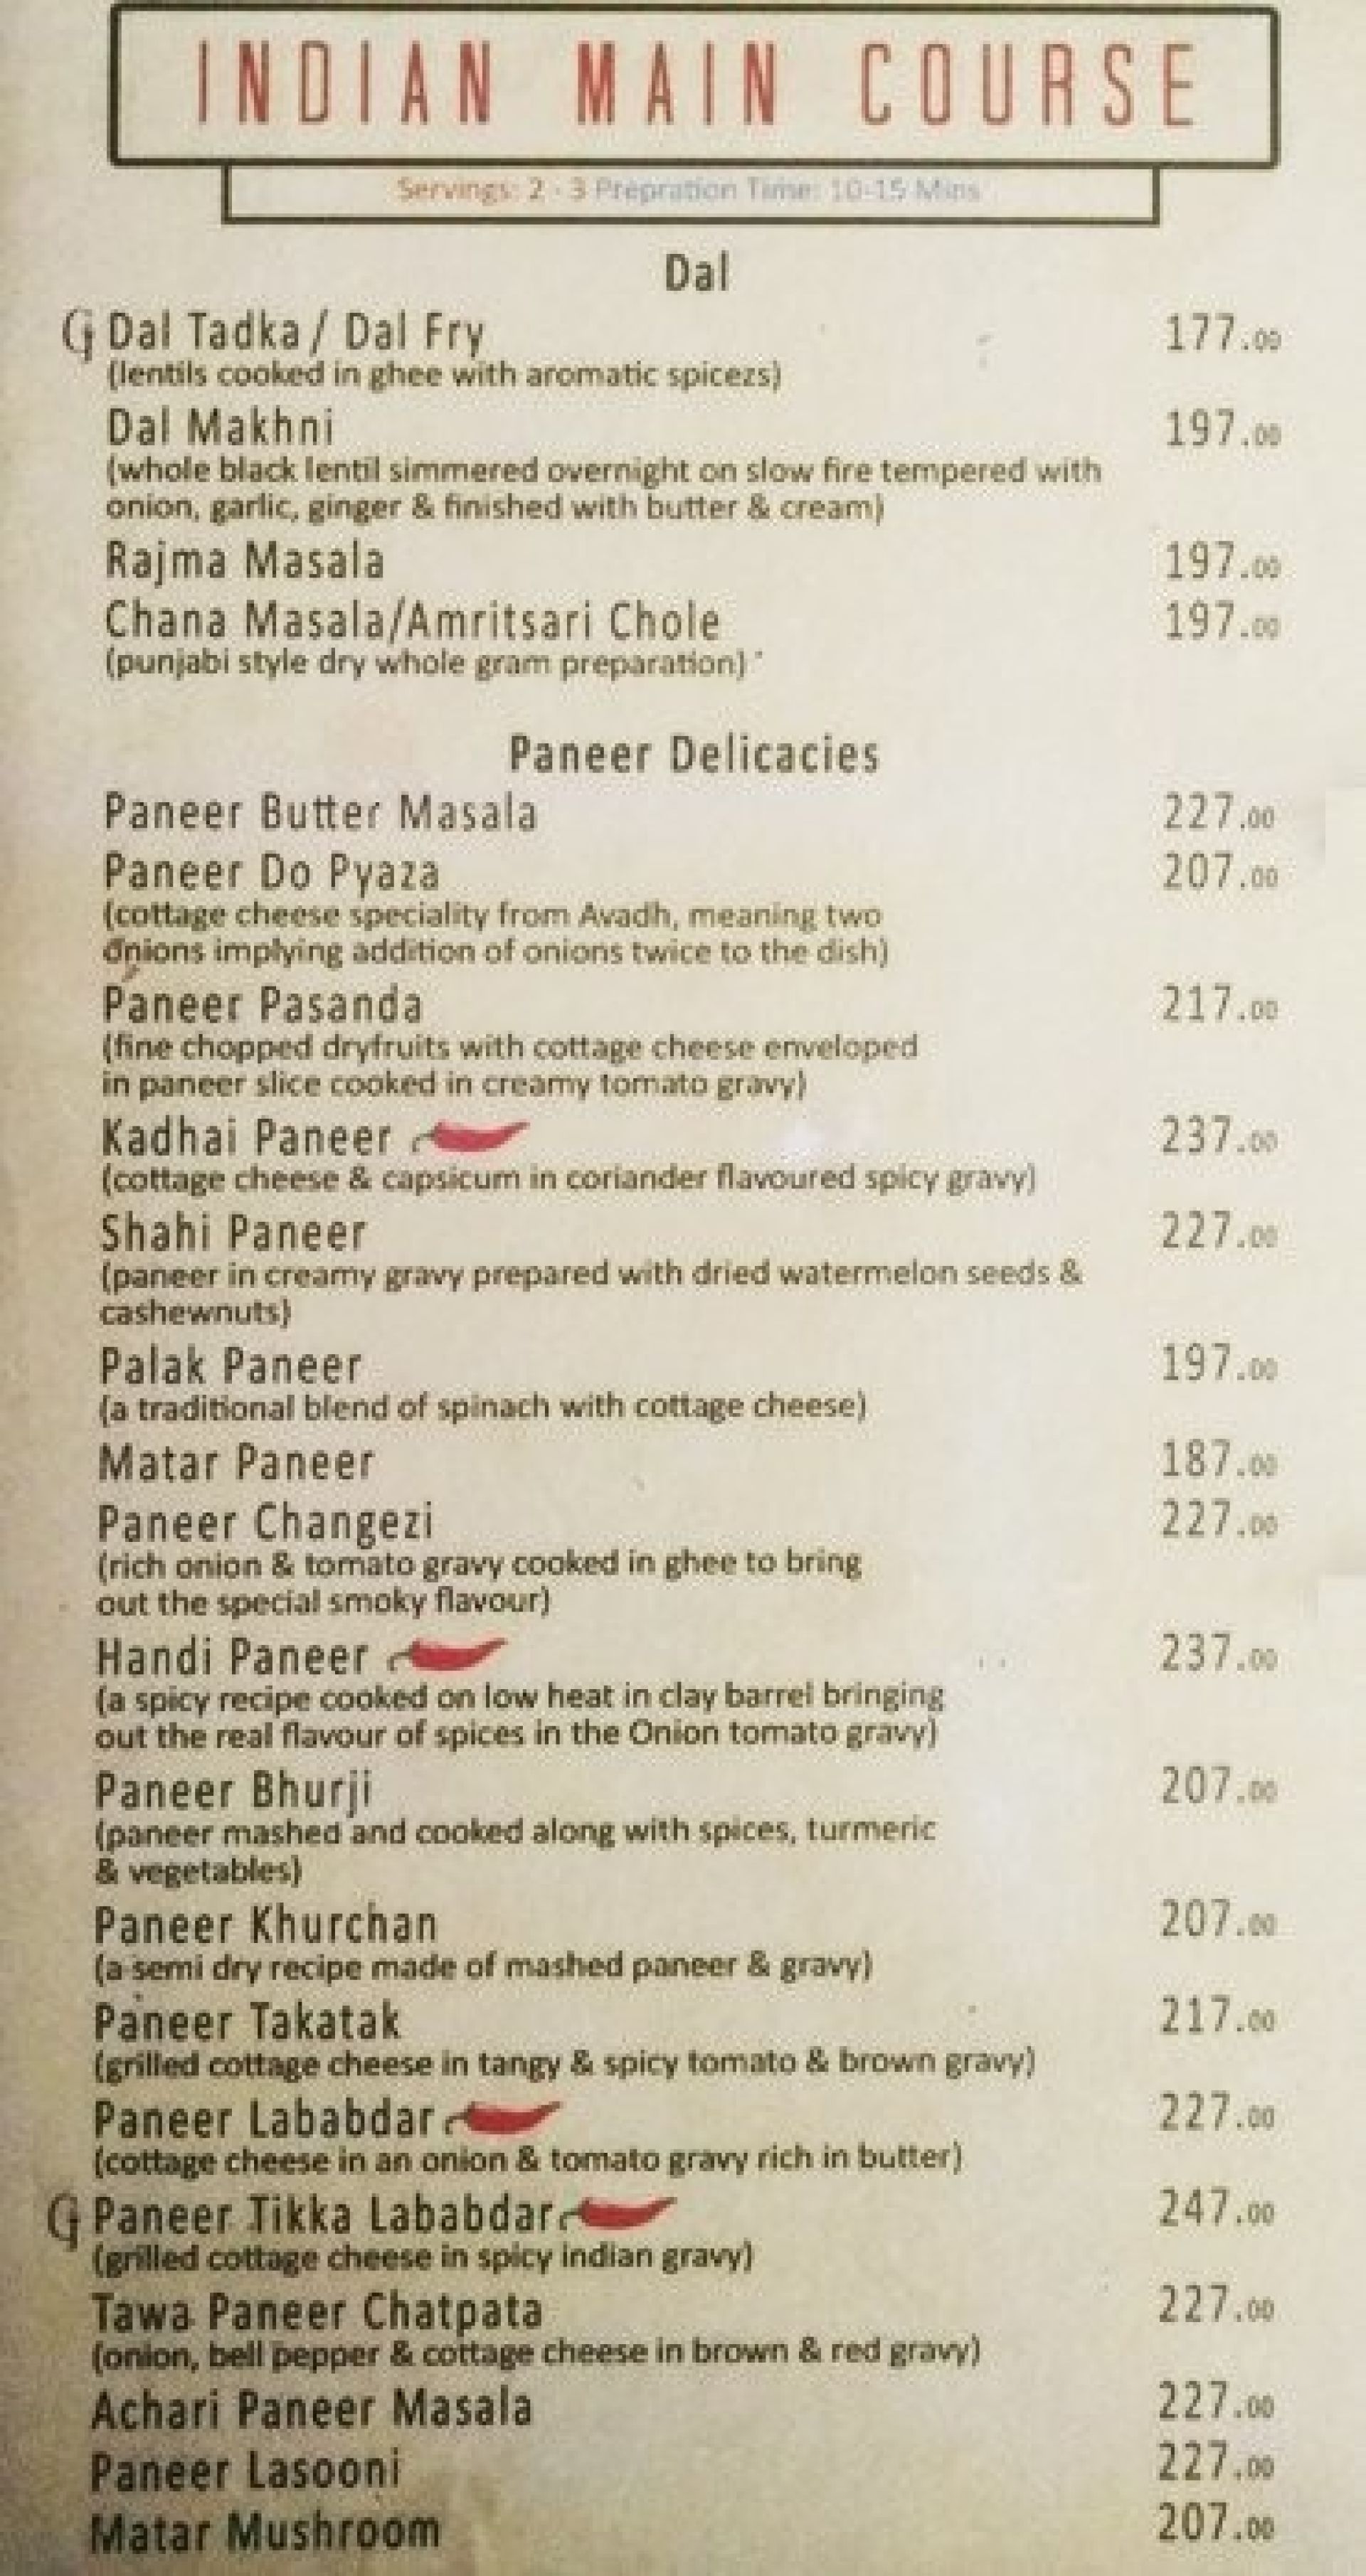 INDIAN MAIN COURSE
Servings: 2 - 3 Prepration Time: 10-15 Mins
Dal
G Dal Tadka / Dal Fry 177.00
(lentils cooked in ghee with aromatic spicezs)
Dal Makhni 197.00
(whole black lentil simmered overnight on slow fire tempered with
onion, garlic, ginger & finished with butter & cream)
Rajma Masala 197.00
Chana Masala/Amritsari Chole 197.00
(punjabi style dry whole gram preparation)
Paneer Delicacies
Paneer Butter Masala 227.00
Paneer Do Pyaza 207.00
(cottage cheese speciality from Avadh, meaning two
onions implying addition of onions twice to the dish)
Paneer Pasanda 217.00
(fine chopped dryfruits with cottage cheese enveloped
in paneer slice cooked in creamy tomato gravy)
Kadhai Paneer 237.00
(cottage cheese & capsicum in coriander flavoured spicy gravy)
Shahi Paneer 227.00
(paneer in creamy gravy prepared with dried watermelon seeds &
cashewnuts)
Palak Paneer 197.00
(a traditional blend of spinach with cottage cheese)
Matar Paneer 187.00
Paneer Changezi 227.00
(rich onion & tomato gravy cooked in ghee to bring
out the special smoky flavour)
Handi Paneer 237.00
(a spicy recipe cooked on low heat in clay barrel bringing
out the real flavour of spices in the Onion tomato gravy)
Paneer Bhurji 207.00
(paneer mashed and cooked along with spices, turmeric
& vegetables)
Paneer Khurchan 207.00
(a semi dry recipe made of mashed paneer & gravy)
Paneer Takatak 217.00
(grilled cottage cheese in tangy & spicy tomato & brown gravy)
Paneer Lababdar 227.00
(cottage cheese in an onion & tomato gravy rich in butter)
G Paneer Tikka Lababdar 247.00
(grilled cottage cheese in spicy indian gravy)
Tawa Paneer Chatpata 227.00
(onion, bell pepper & cottage cheese in brown & red gravy)
Achari Paneer Masala 227.00
Paneer Lasooni 227.00
Matar Mushroom 207.00